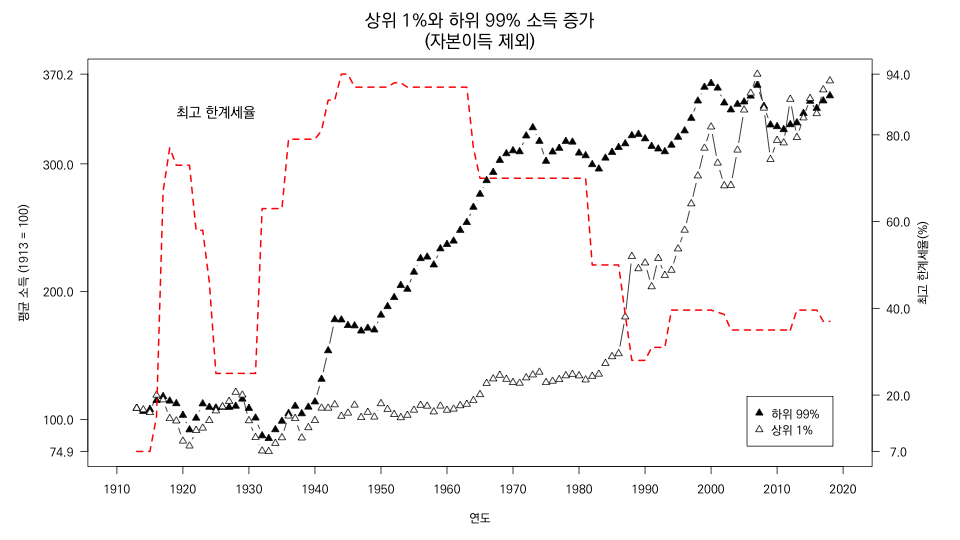 상위 1%와 하위 99% 소득 증가
(자본이득 제외)
최고 한계세율
370.2
300.0
200.0
100.0
74.9
평균 소득 (1913 = 100)
94.0
80.0
60.0
40.0
20.0
7.0
최고 한계세율(%)
하위 99%
상위 1%
1910 1920 1930 1940 1950 1960 1970 1980 1990 2000 2010 2020
연도